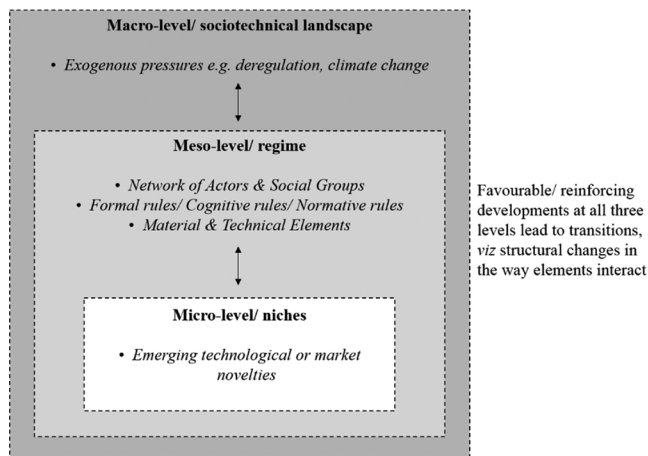 Macro-level/ sociotechnical landscape
• Exogenous pressures e.g. deregulation, climate change
Meso-level/ regime
• Network of Actors & Social Groups
• Formal rules/ Cognitive rules/ Normative rules
• Material & Technical Elements
Micro-level/ niches
• Emerging technological or market
novelties
Favourable/ reinforcing
developments at all three
levels lead to transitions,
viz structural changes in
the way elements interact